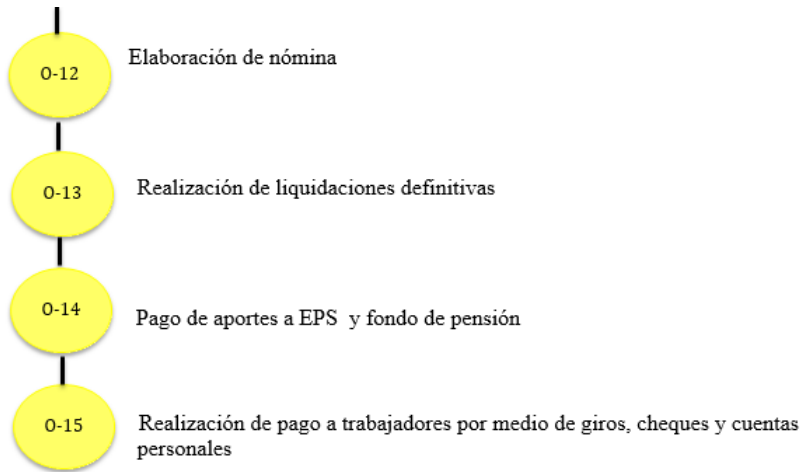 O-12 Elaboración de nómina
O-13 Realización de liquidaciones definitivas
O-14 Pago de aportes a EPS y fondo de pensión
O-15 Realización de pago a trabajadores por medio de giros, cheques y cuentas
personales